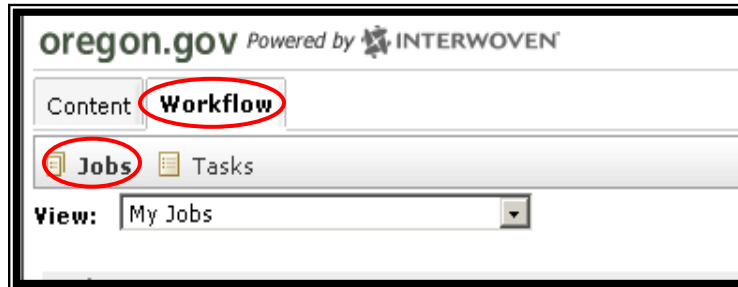 oregon.gov Powered by INTERWOVEN
Content Workflow
Jobs Tasks
View: My Jobs